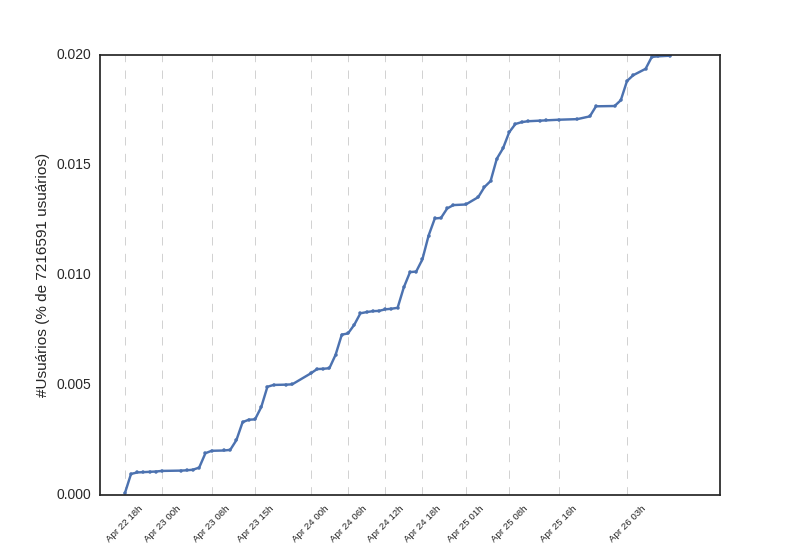 0.020
0.015
0.010
0.005
0.000
#Usuários (% de 7216591 usuários)
Apr 22 18h
Apr 23 00h
Apr 23 08h
Apr 23 15h
Apr 24 00h
Apr 24 06h
Apr 24 12h
Apr 24 18h
Apr 25 01h
Apr 25 08h
Apr 25 16h
Apr 26 03h